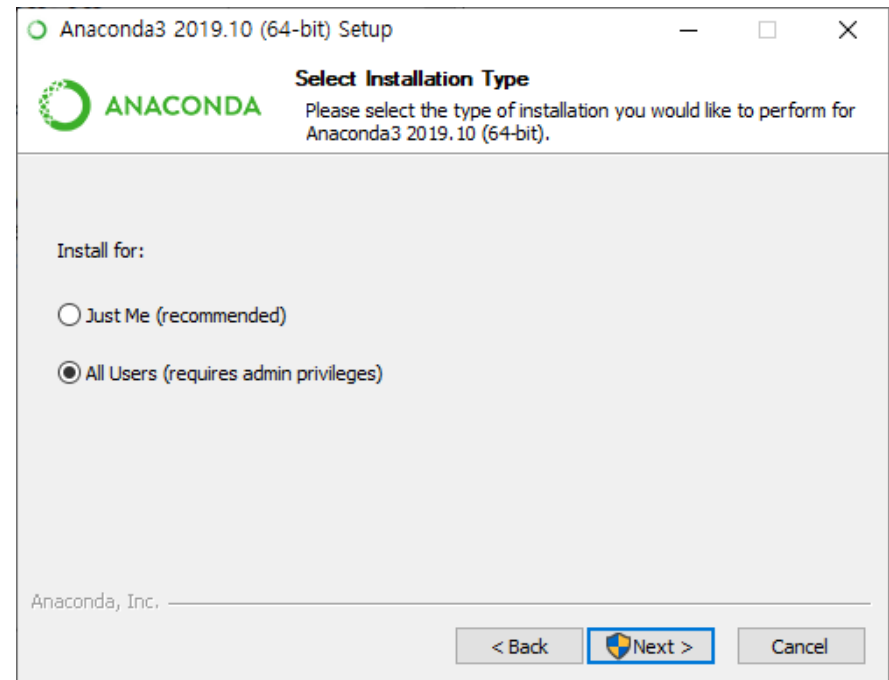 Anaconda3 2019.10 (64-bit) Setup
ANACONDA
Select Installation Type
Please select the type of installation you would like to perform for
Anaconda3 2019.10 (64-bit).
Install for:
Just Me (recommended)
All Users (requires admin privileges)
Anaconda, Inc.
< Back
Next >
Cancel